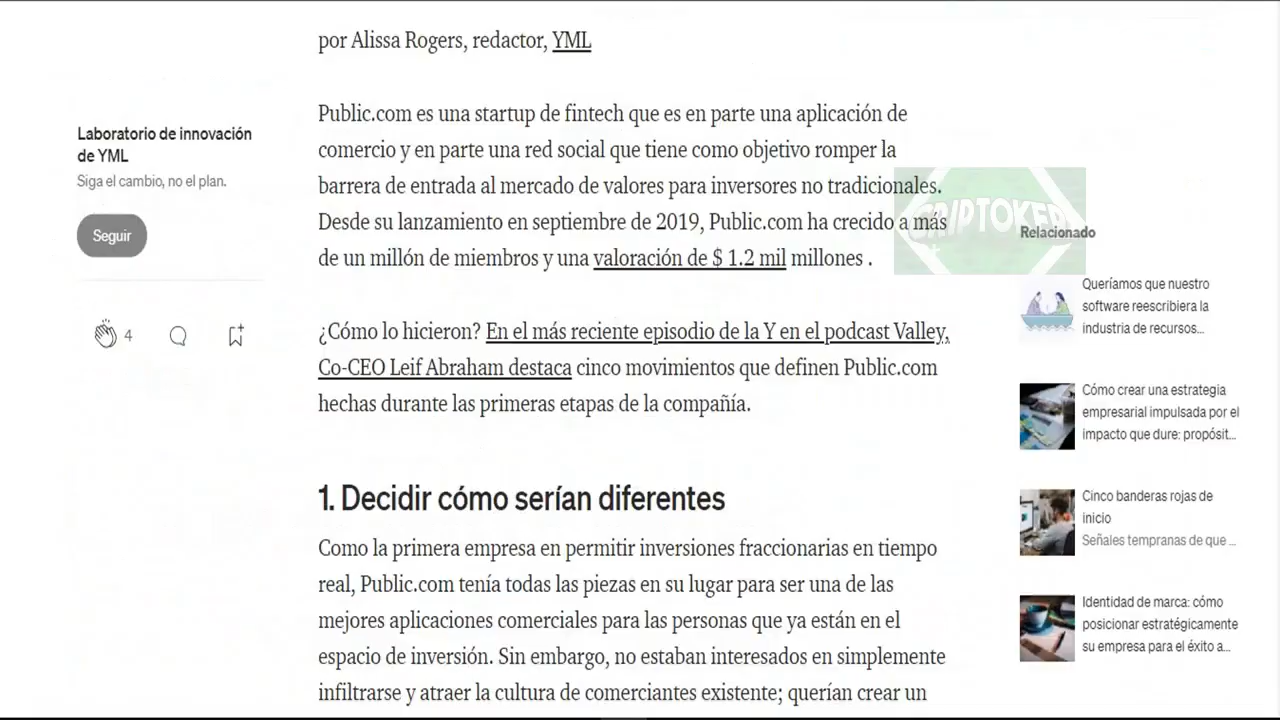 por Alissa Rogers, redactor, YML
Laboratorio de innovación
de YML
Siga el cambio, no el plan.
Seguir
4
Public.com es una startup de fintech que es en parte una aplicación de
comercio y en parte una red social que tiene como objetivo romper la
barrera de entrada al mercado de valores para inversores no tradicionales.
Desde su lanzamiento en septiembre de 2019, Public.com ha crecido a más
de un millón de miembros y una valoración de $ 1.2 mil millones .
¿Cómo lo hicieron? En el más reciente episodio de la Y en el podcast Valley,
Co-CEO Leif Abraham destaca cinco movimientos que definen Public.com
hechas durante las primeras etapas de la compañía.
1. Decidir cómo serían diferentes
Como la primera empresa en permitir inversiones fraccionarias en tiempo
real, Public.com tenía todas las piezas en su lugar para ser una de las
mejores aplicaciones comerciales para las personas que ya están en el
espacio de inversión. Sin embargo, no estaban interesados en simplemente
infiltrarse y atraer la cultura de comerciantes existente; querían crear un
CRIPTOKER
Relacionado
Queríamos que nuestro
software reescribiera la
industria de recursos...
Cómo crear una estrategia
empresarial impulsada por el
impacto que dure: propósit...
Cinco banderas rojas de
inicio
Señales tempranas de que ...
Identidad de marca: cómo
posicionar estratégicamente
su empresa para el éxito a...